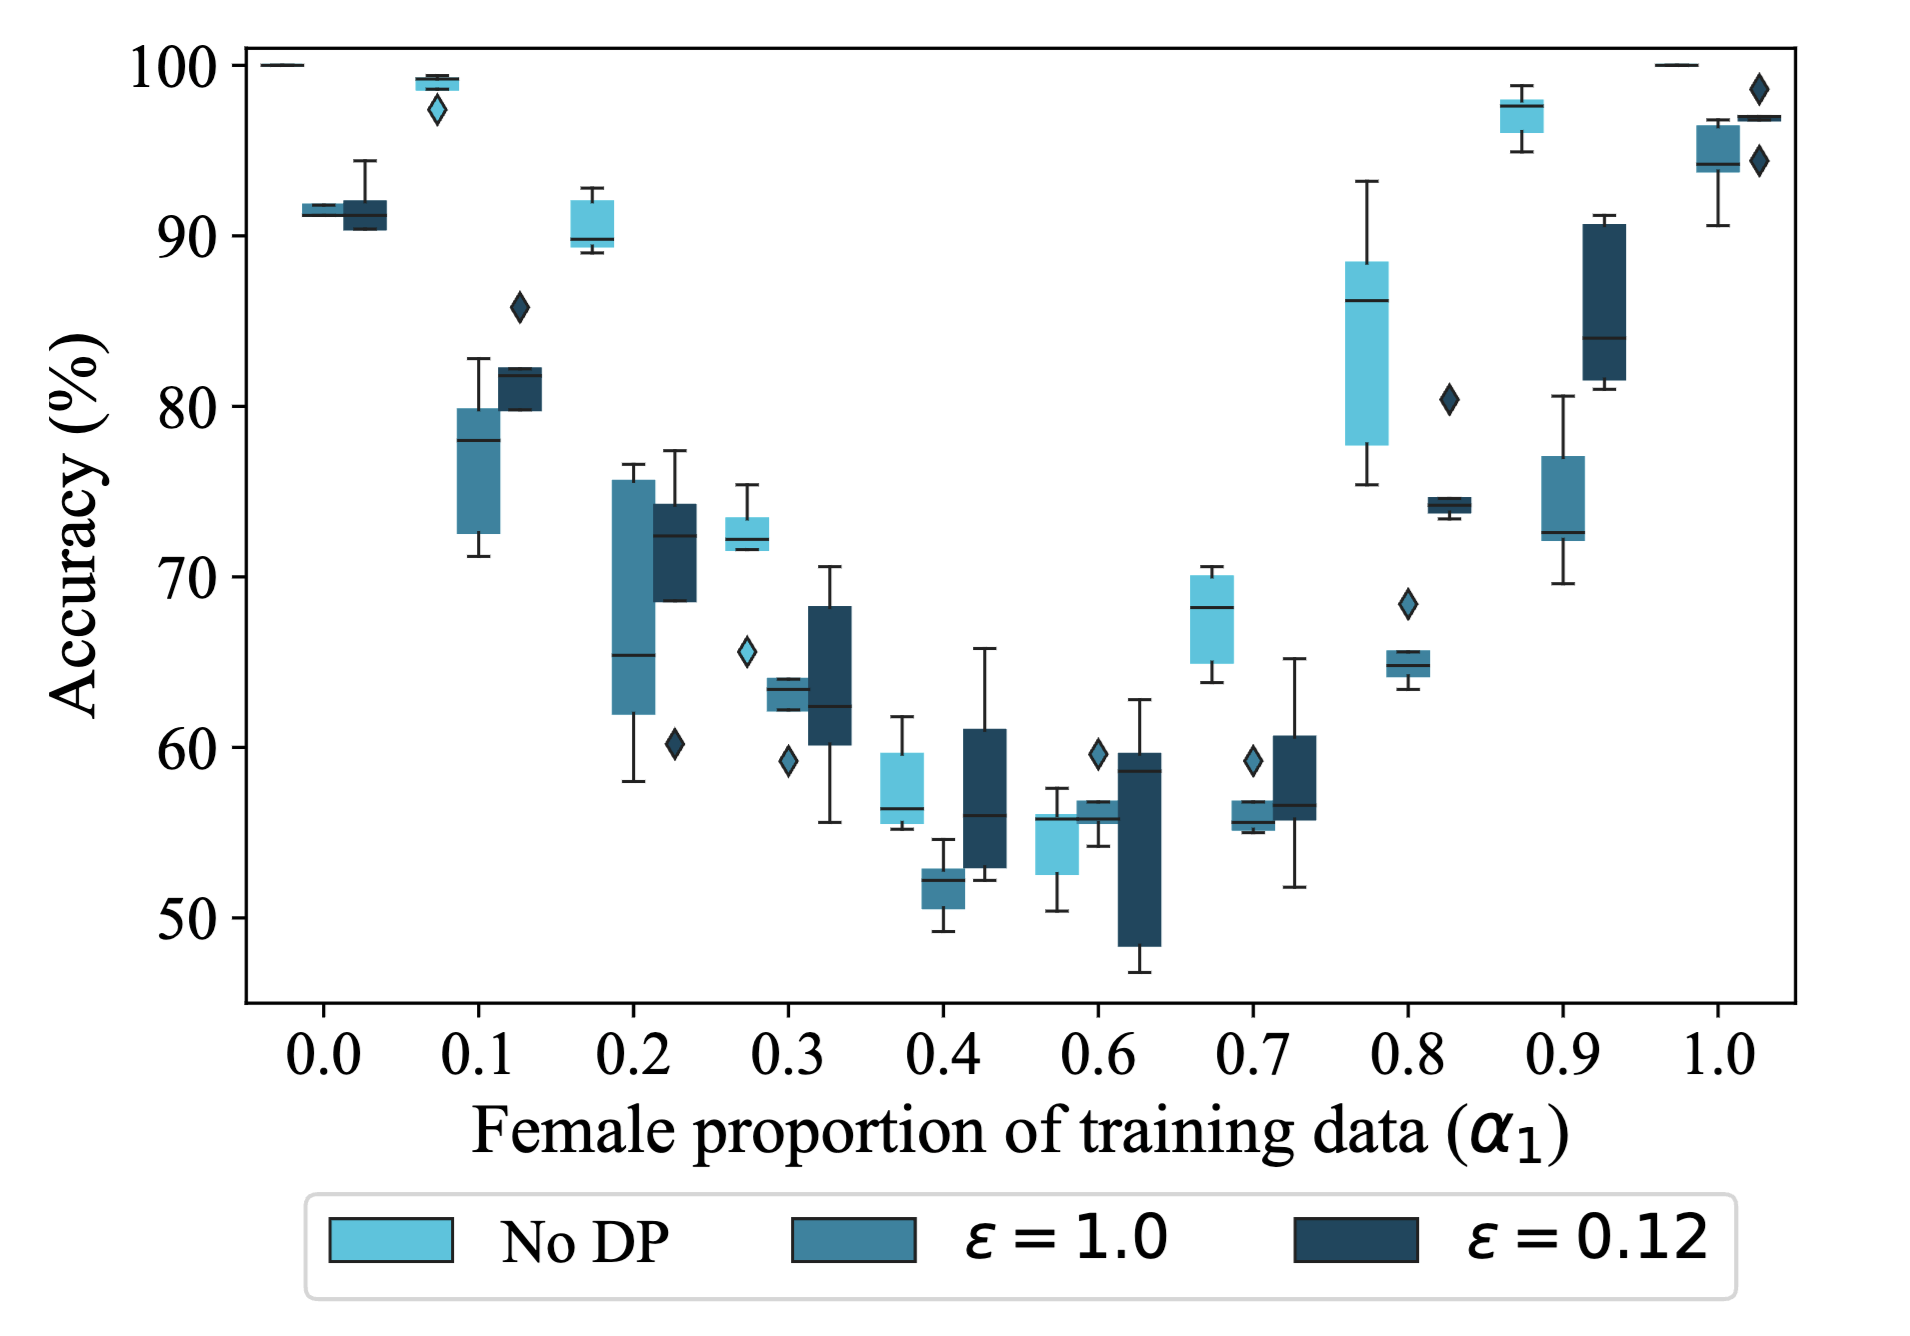 Accuracy (%)
100
90
80
70
60
50
0.0 0.1 0.2 0.3 0.4 0.6 0.7 0.8 0.9 1.0
Female proportion of training data (α₁)
No DP ε = 1.0 ε = 0.12